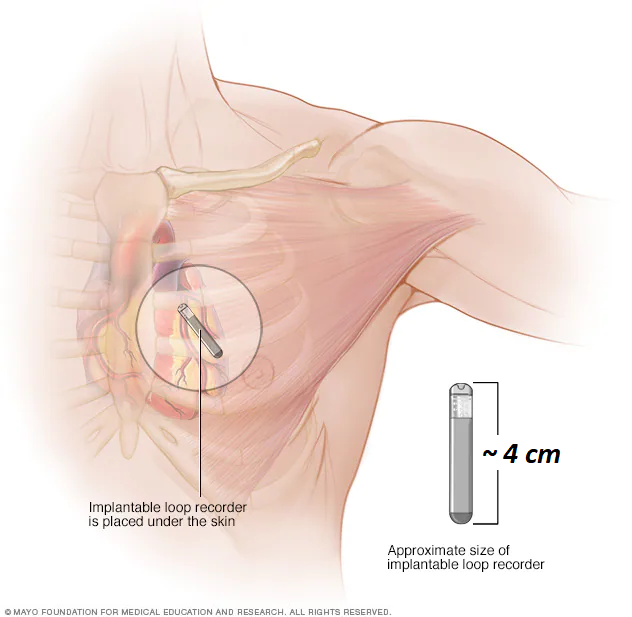 ~ 4 cm
Implantable loop recorder
is placed under the skin
Approximate size of
implantable loop recorder
© MAYO FOUNDATION FOR MEDICAL EDUCATION AND RESEARCH. ALL RIGHTS RESERVED.